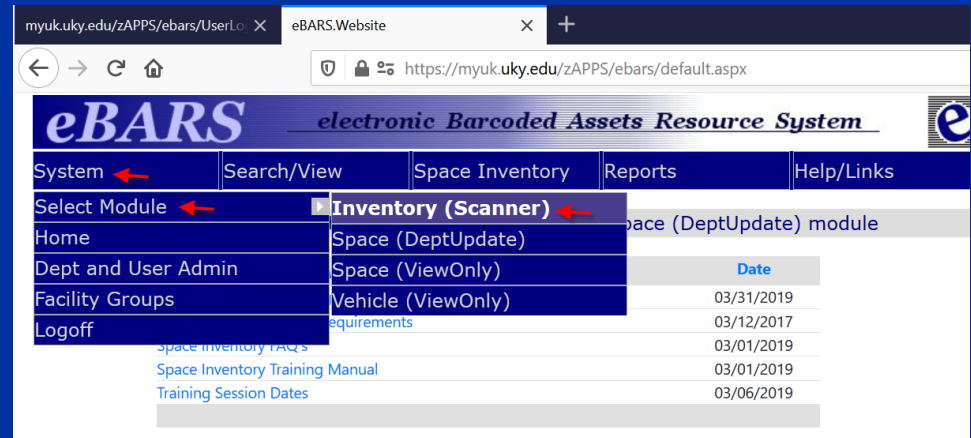 myuk.uky.edu/zAPPS/ebars/UserLo
eBARS.Website
https://myuk.uky.edu/zAPPS/ebars/default.aspx
eBARS electronic Barcoded Assets Resource System e
System Search/View Space Inventory Reports Help/Links
Select Module Inventory (Scanner)
Home Space (DeptUpdate) pace (DeptUpdate) module
Dept and User Admin Space (ViewOnly) Date
Facility Groups Vehicle (ViewOnly) 03/31/2019
Logoff equirements 03/12/2017
Space Inventory FAQ's 03/01/2019
Space Inventory Training Manual 03/01/2019
Training Session Dates 03/06/2019